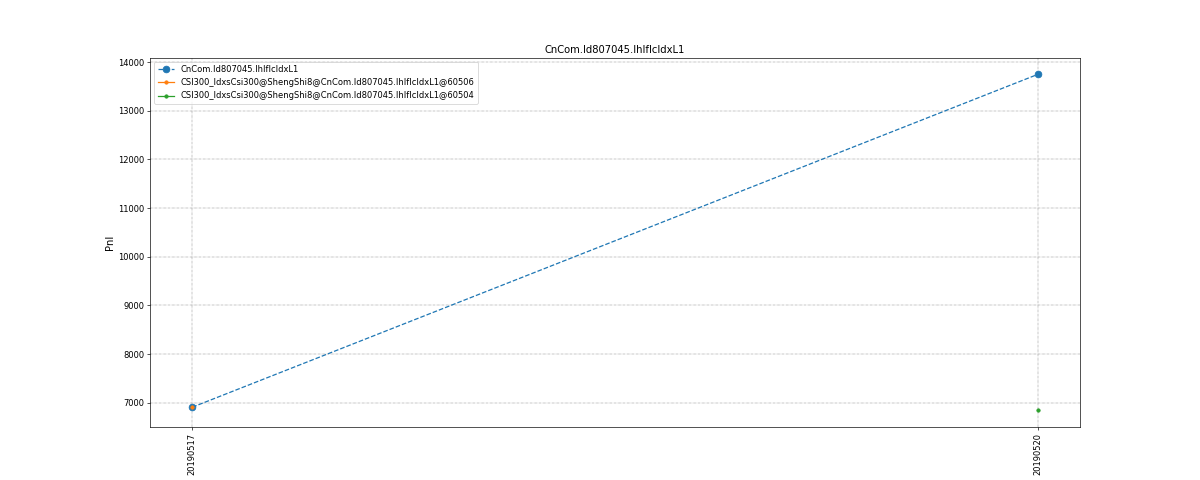 CnCom.Id807045.IhIfIcIdxL1
CnCom.Id807045.IhIfIcIdxL1
CSI300_IdxsCsi300@ShengShi8@CnCom.Id807045.IhIfIcIdxL1@60506
CSI300_IdxsCsi300@ShengShi8@CnCom.Id807045.IhIfIcIdxL1@60504
14000
13000
12000
11000
10000
9000
8000
7000
Pnl
20190517
20190520